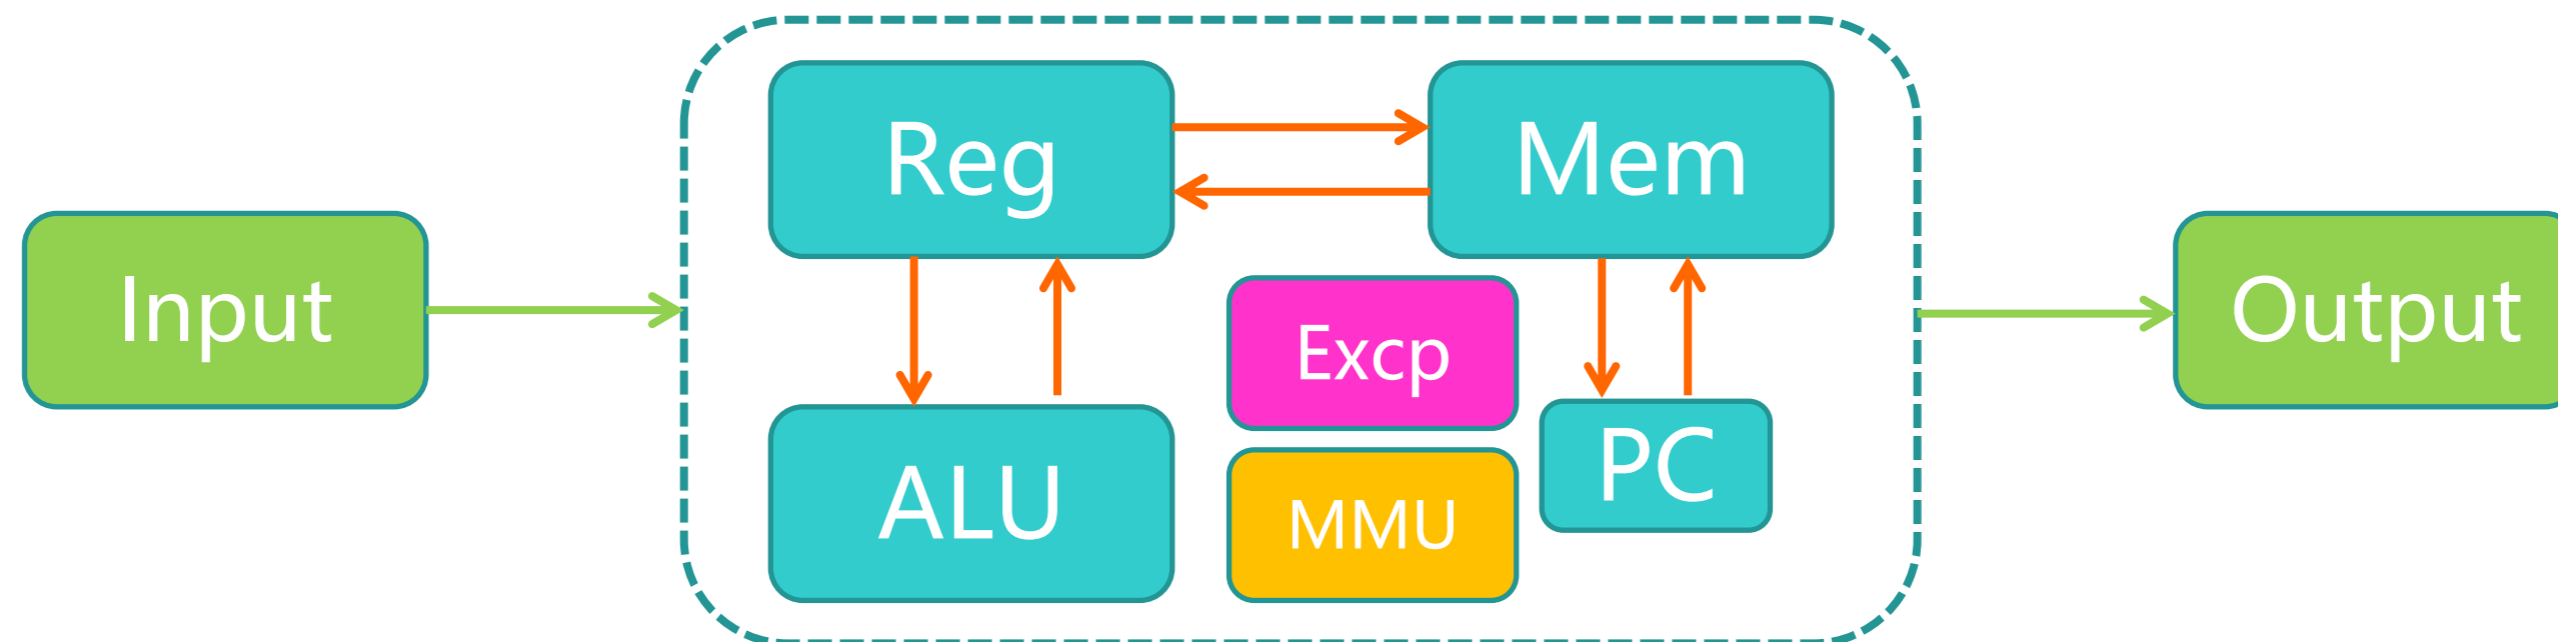 Reg
Mem
Input
Excp
Output
ALU
MMU
PC